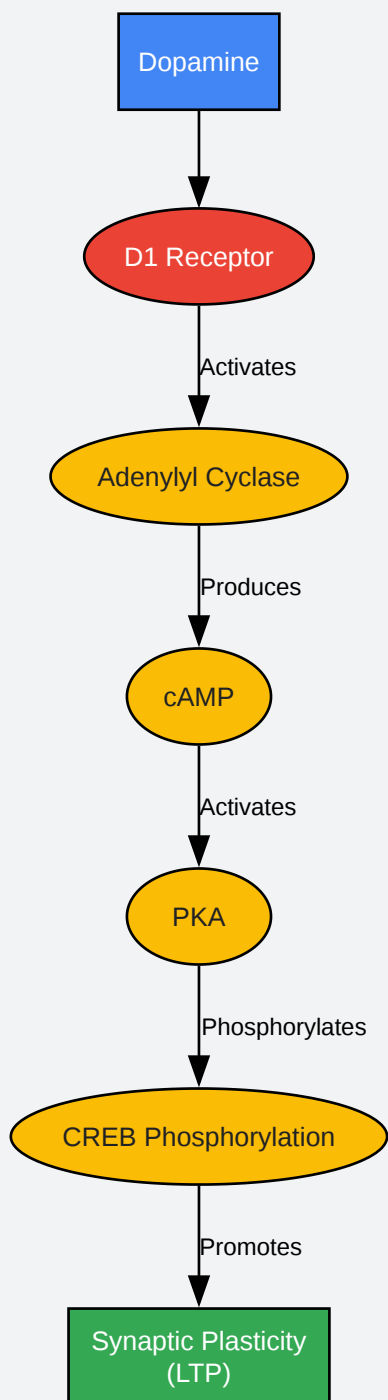 Dopamine
D1 Receptor
Activates
Adenylyl Cyclase
Produces
cAMP
Activates
PKA
Phosphorylates
CREB Phosphorylation
Promotes
Synaptic Plasticity
(LTP)